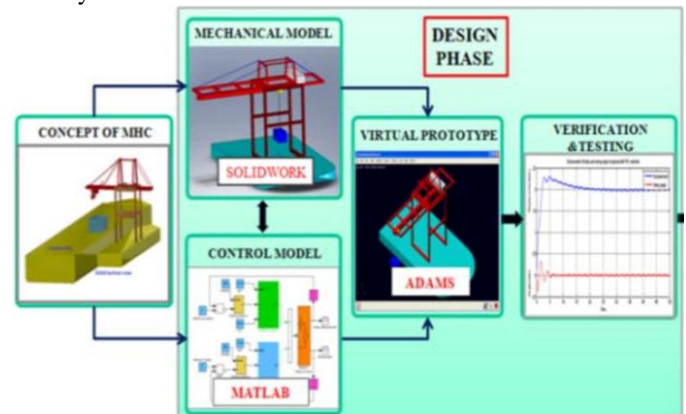 MECHANICAL MODEL
DESIGN
PHASE
CONCEPT OF MHC
SOLIDWORK
VIRTUAL PROTOTYPE
VERIFICATION
&TESTING
CONTROL MODEL
ADAMS
MATLAB